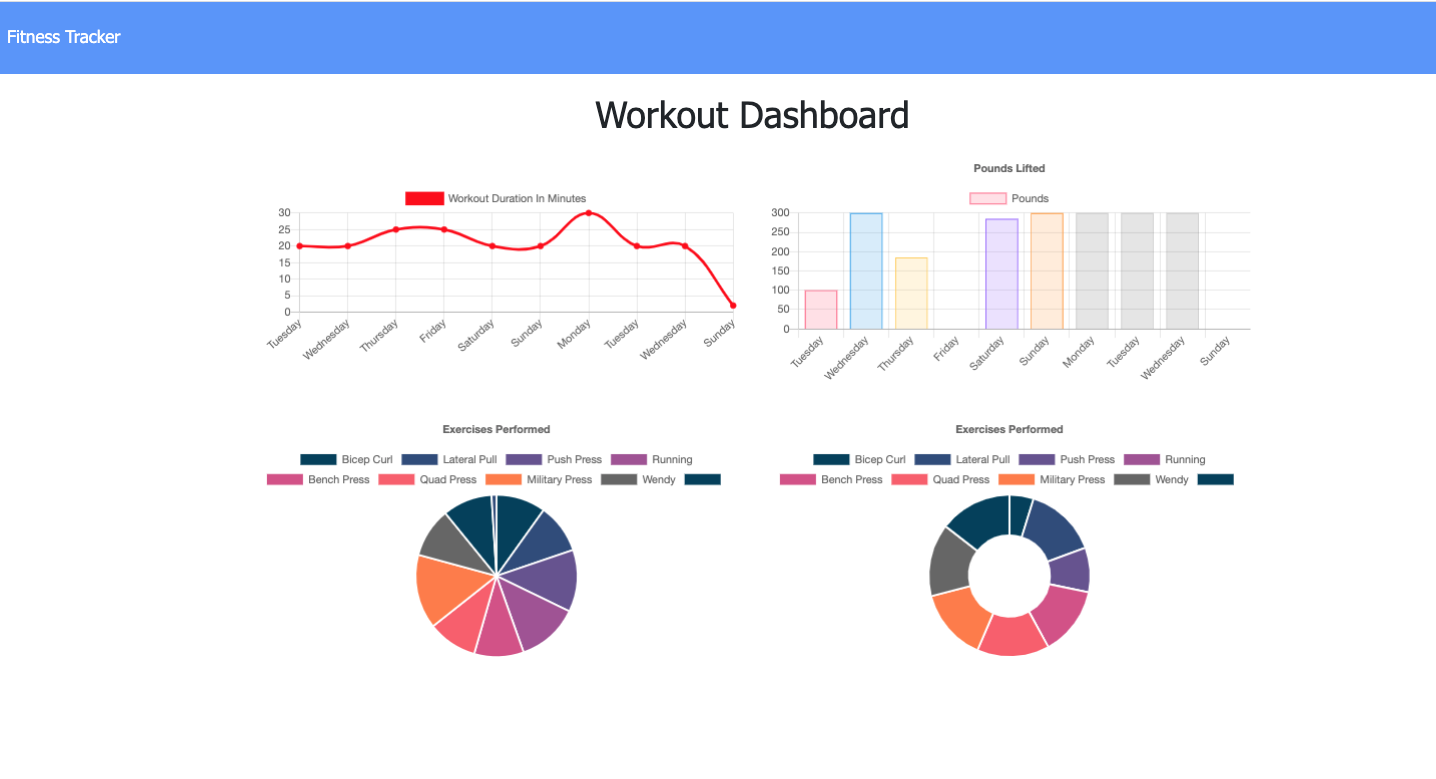 Fitness Tracker
Workout Dashboard
Workout Duration In Minutes
30
25
20
15
10
5
0
Tuesday Wednesday Thursday Friday Saturday Sunday Monday Tuesday Wednesday Sunday
Pounds Lifted
Pounds
300
250
200
150
100
50
0
Tuesday Wednesday Thursday Friday Saturday Sunday Monday Tuesday Wednesday Sunday
Exercises Performed
Bicep Curl Lateral Pull Push Press Running
Bench Press Quad Press Military Press Wendy
Exercises Performed
Bicep Curl Lateral Pull Push Press Running
Bench Press Quad Press Military Press Wendy